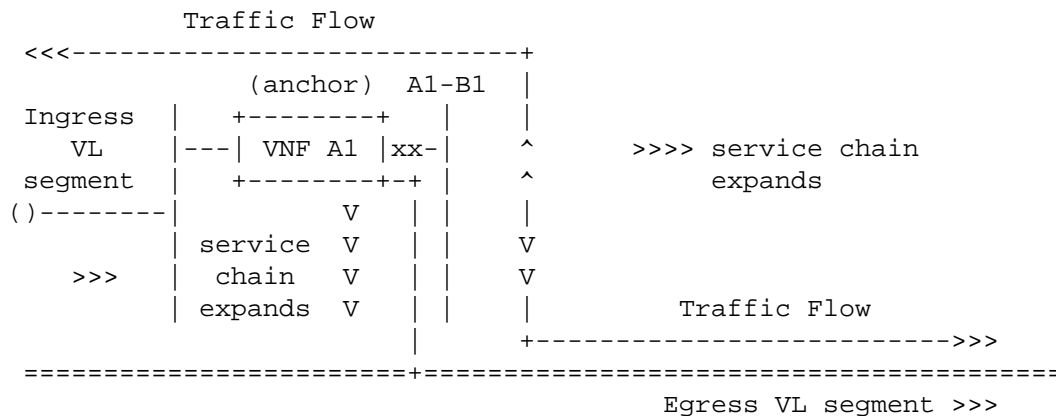 Traffic Flow
<<<----------------------------+
(anchor) A1-B1 |
Ingress | +--------+ | |
VL |---| VNF A1 |xx-| ^ >>>> service chain
segment | +--------+-+ | ^ expands
()--------| V | | |
| service V | | V
>>> | chain V | | V
| expands V | | | Traffic Flow
| +-------------------------->>>
========================+========================================
Egress VL segment >>>